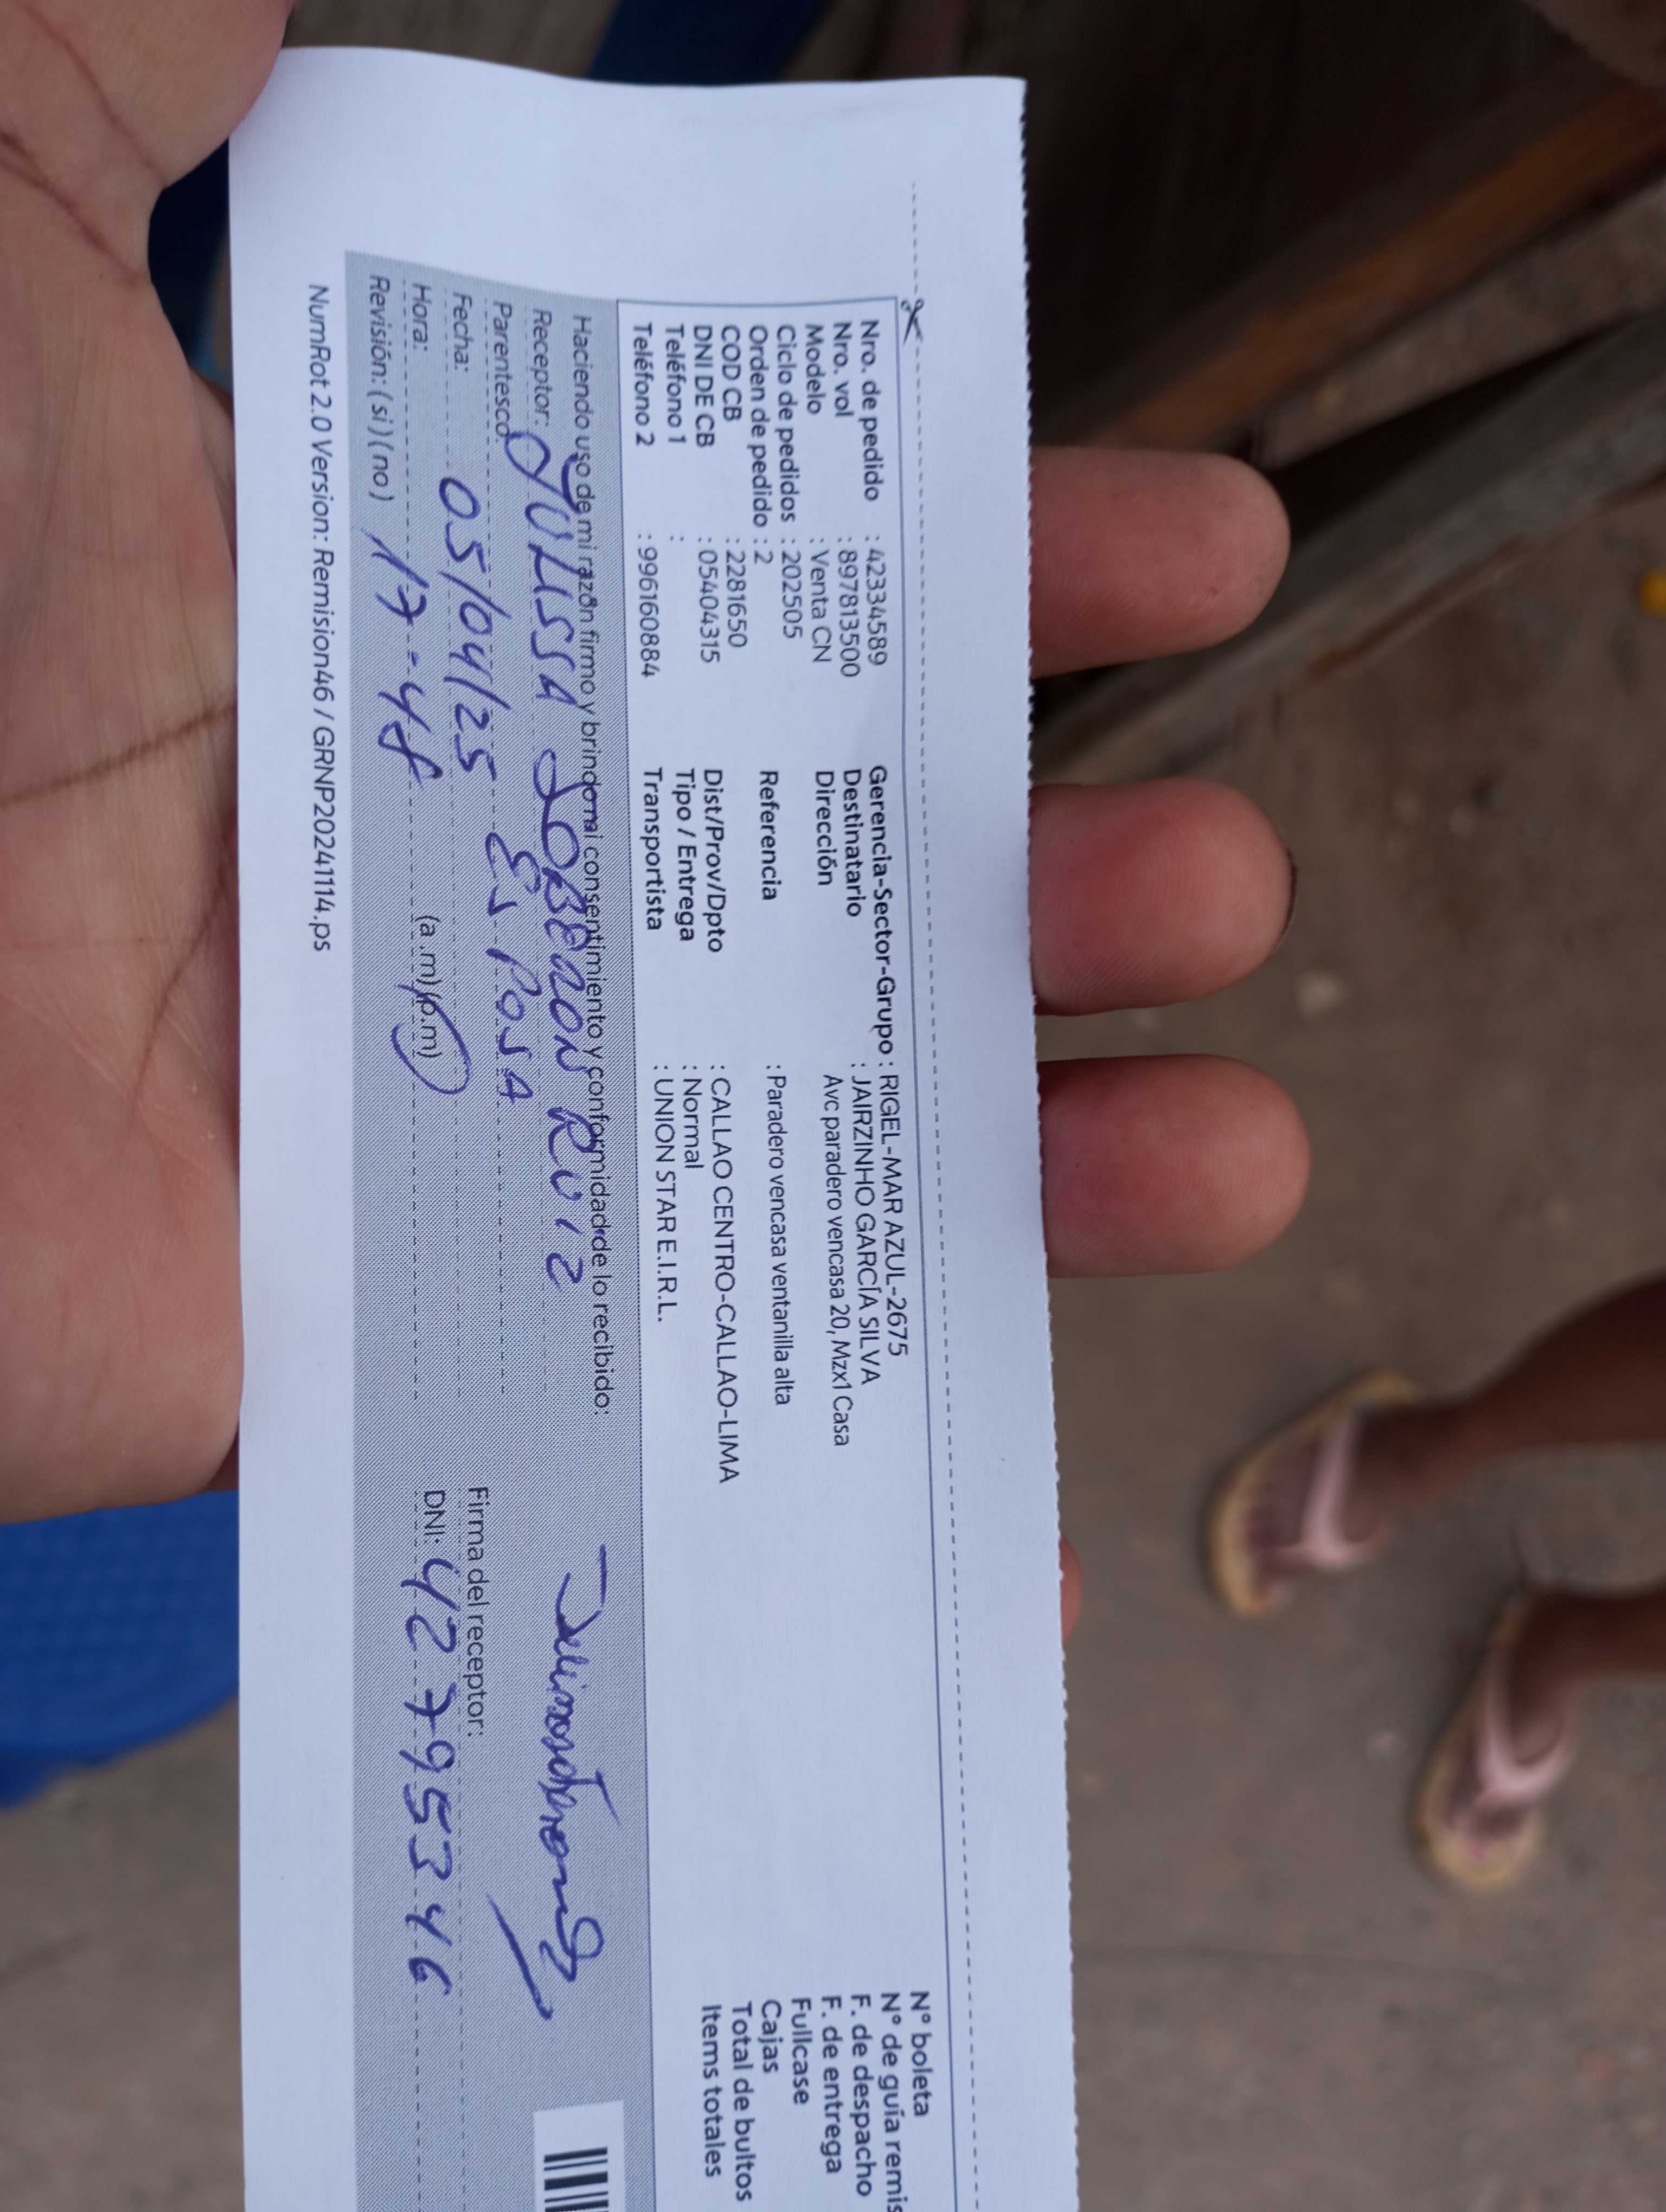 Nro. de pedido : 42334589
Nro. vol : 897813500
Modelo : Venta CN
Ciclo de pedidos : 202505
Orden de pedido : 2
COD CB : 2281650
DNI DE CB : 05404315
Teléfono 1 :
Teléfono 2 : 996160884
Gerencia-Sector-Grupo : RIGEL-MAR AZUL-2675
Destinatario : JAIRZINHO GARCÍA SILVA
Dirección Avc paradero vencasa 20, Mzx1 Casa
Referencia : Paradero vencasa ventanilla alta
Dist/Prov/Dpto : CALLAO CENTRO-CALLAO-LIMA
Tipo / Entrega : Normal
Transportista : UNION STAR E.I.R.L.
N° boleta
N° de guía remis
F. de despacho
F. de entrega
Fullcase
Cajas
Total de bultos
Items totales
Haciendo uso de mi razón firmo y brindo mi consentimiento y conformidad de lo recibido:
Receptor: JULISSA SOBERON RUIZ
Parentesco: ESPOSA
Fecha: 05/04/25
Hora: 17-45 (a.m) (p.m)
Revisión: (si) (no)
Firma del receptor:
DNI: 42795346
NumRot 2.0 Version: Remision46 / GRNP20241114.ps